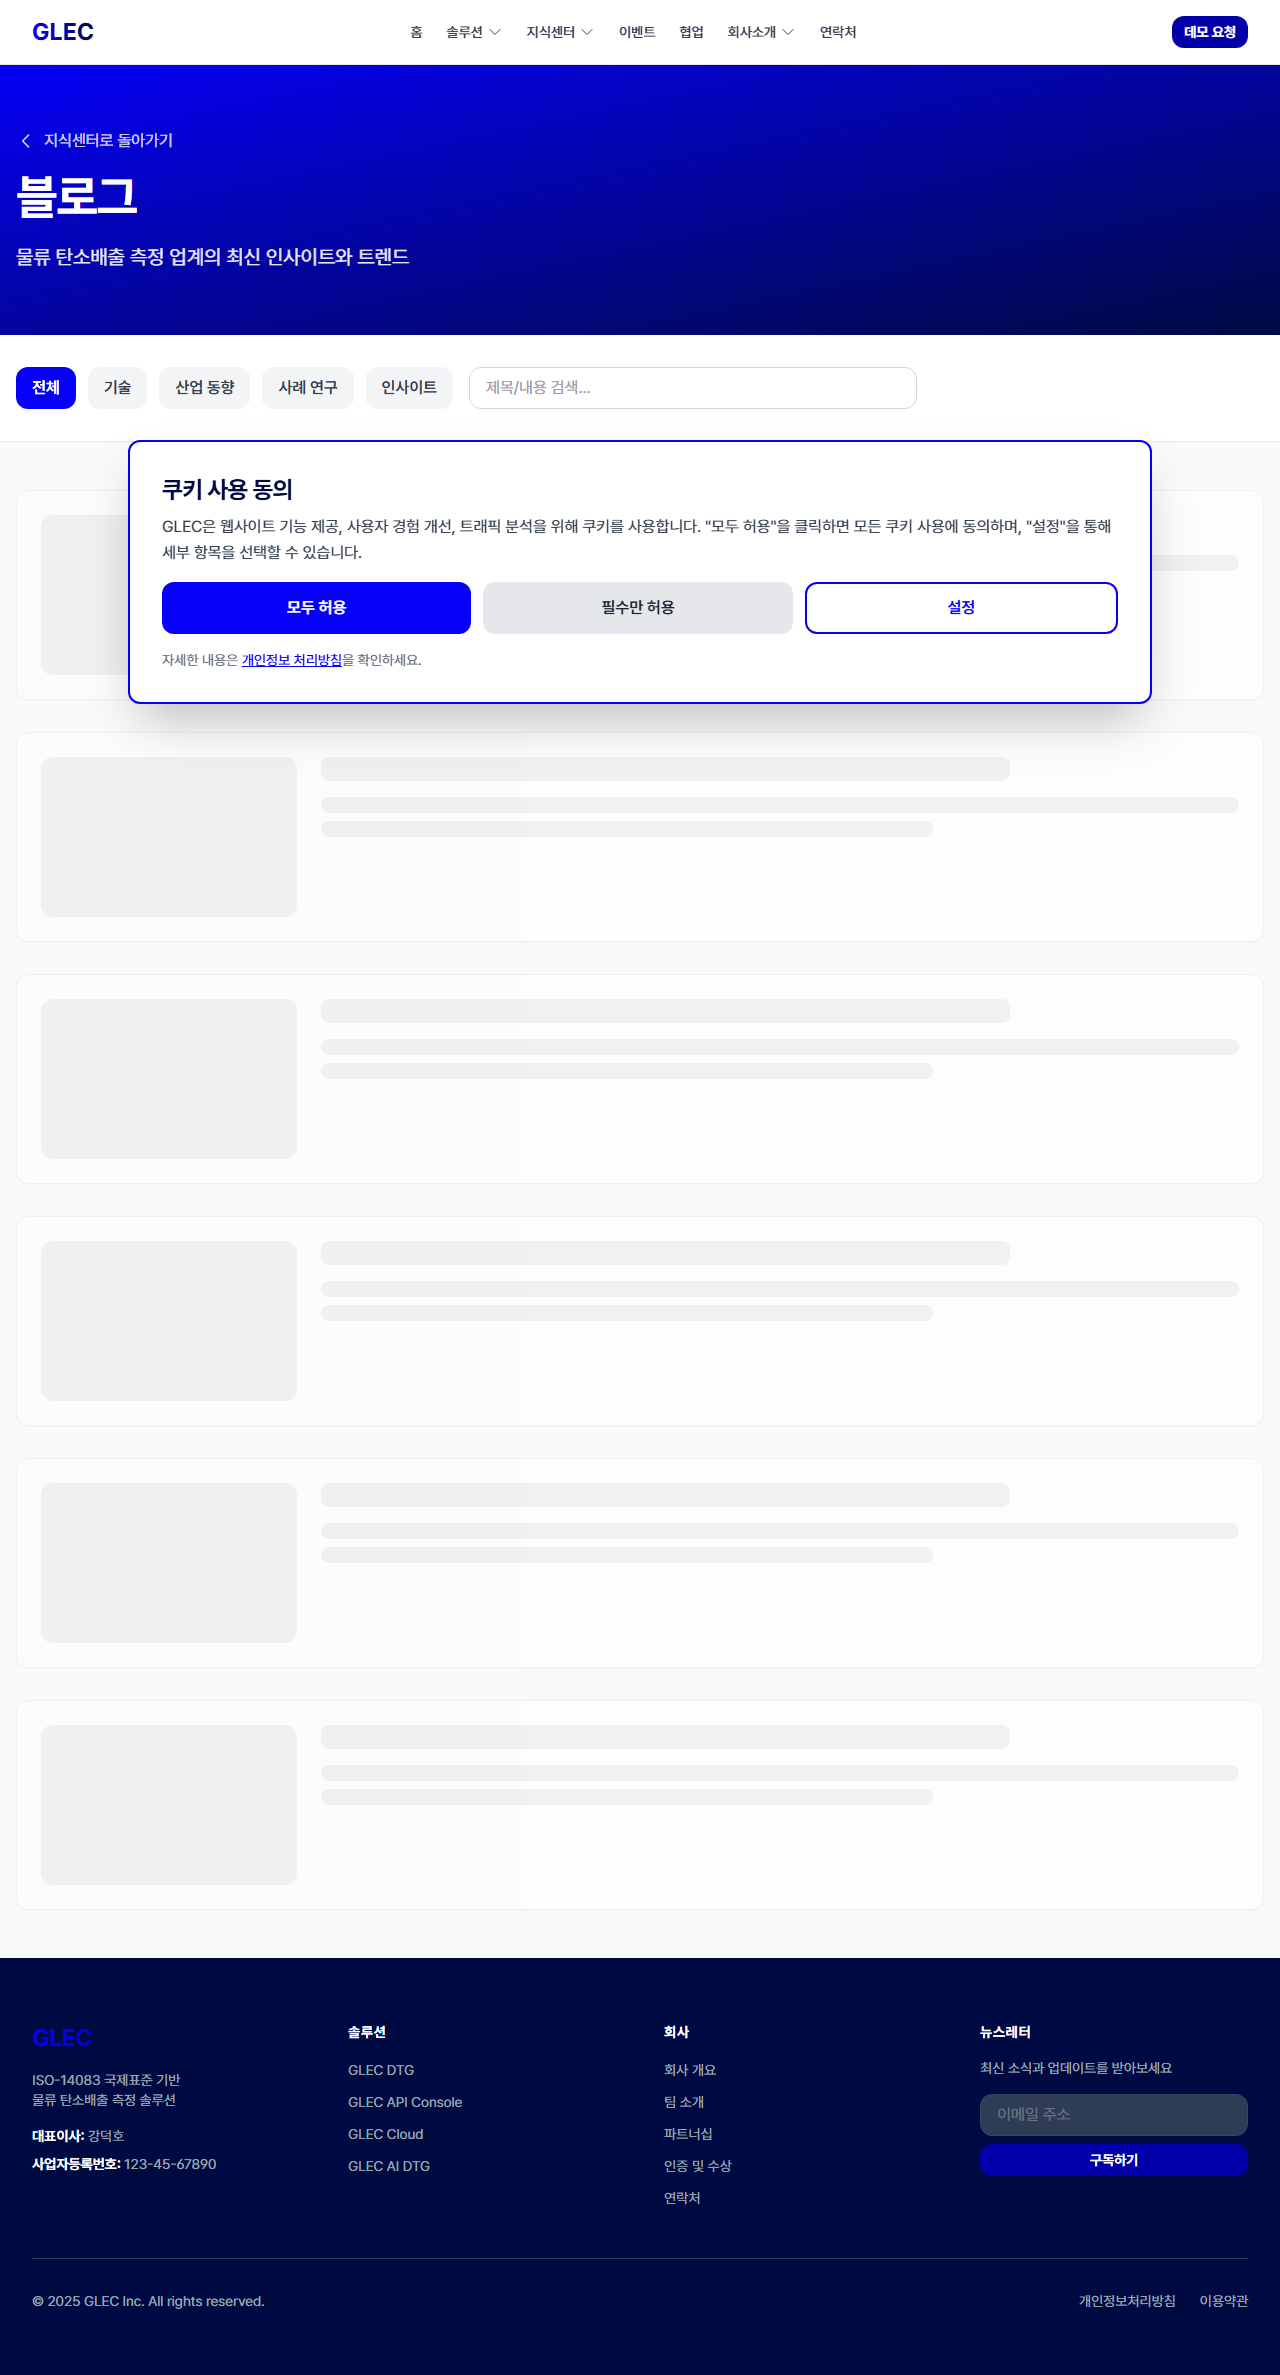 GLEC
홈
솔루션
지식센터
이벤트
협업
회사소개
연락처
데모 요청
지식센터로 돌아가기
블로그
물류 탄소배출 측정 업계의 최신 인사이트와 트렌드
전체
기술
산업 동향
사례 연구
인사이트
제목/내용 검색...
쿠키 사용 동의
GLEC은 웹사이트 기능 제공, 사용자 경험 개선, 트래픽 분석을 위해 쿠키를 사용합니다. "모두 허용"을 클릭하면 모든 쿠키 사용에 동의하며, "설정"을 통해
세부 항목을 선택할 수 있습니다.
모두 허용
필수만 허용
설정
자세한 내용은 개인정보 처리방침을 확인하세요.
GLEC
ISO-14083 국제표준 기반
물류 탄소배출 측정 솔루션
대표이사: 강덕호
사업자등록번호: 123-45-67890
솔루션
GLEC DTG
GLEC API Console
GLEC Cloud
GLEC AI DTG
회사
회사 개요
팀 소개
파트너십
인증 및 수상
연락처
뉴스레터
최신 소식과 업데이트를 받아보세요
이메일 주소
구독하기
© 2025 GLEC Inc. All rights reserved.
개인정보처리방침
이용약관